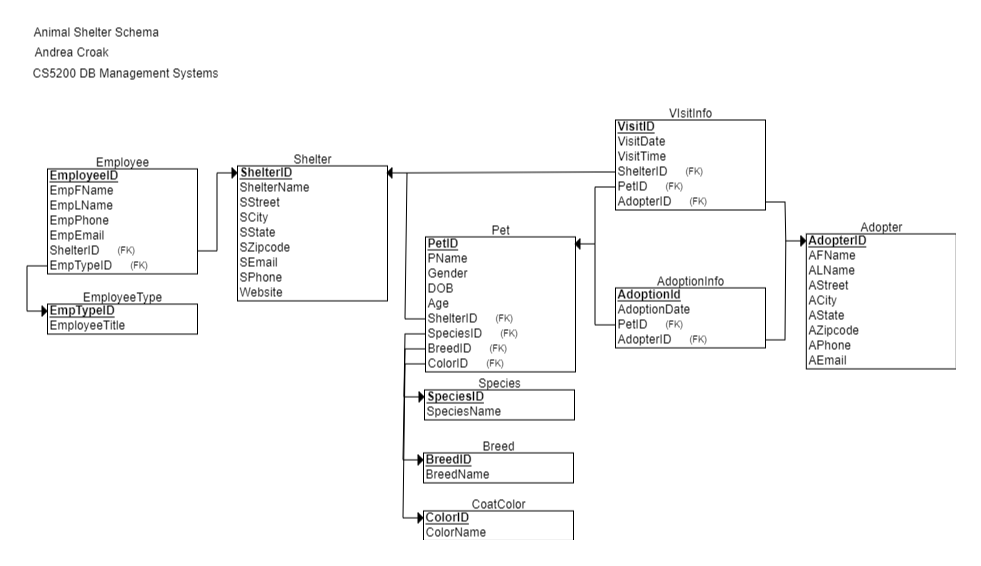 Animal Shelter Schema
Andrea Croak
CS5200 DB Management Systems
Employee
EmployeeID
EmpFName
EmpLName
EmpPhone
EmpEmail
ShelterID (FK)
EmpTypeID (FK)
EmployeeType
EmpTypeID
EmployeeTitle
Shelter
ShelterID
ShelterName
SStreet
SCity
SState
SZipcode
SEmail
SPhone
Website
Pet
PetID
PName
Gender
DOB
Age
ShelterID (FK)
SpeciesID (FK)
BreedID (FK)
ColorID (FK)
Species
SpeciesID
SpeciesName
Breed
BreedID
BreedName
CoatColor
ColorID
ColorName
VIsitInfo
VisitID
VisitDate
VisitTime
ShelterID (FK)
PetID (FK)
AdopterID (FK)
AdoptionInfo
AdoptionId
AdoptionDate
PetID (FK)
AdopterID (FK)
Adopter
AdopterID
AFName
ALName
AStreet
ACity
AState
AZipcode
APhone
AEmail